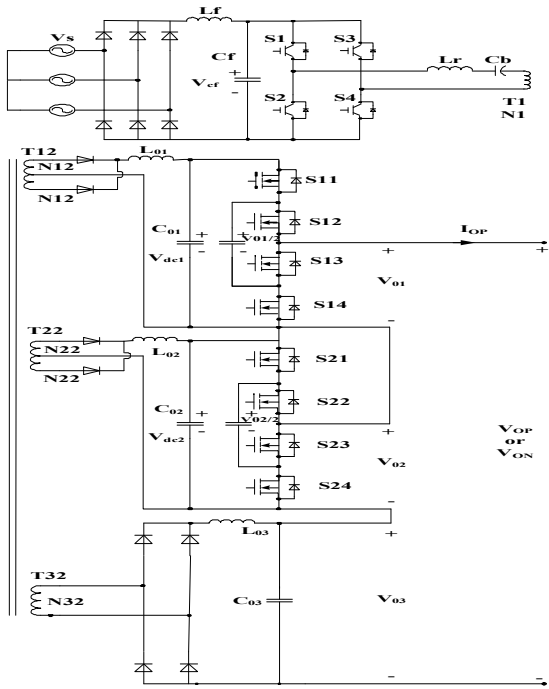 Lf
Vs
S1
S3
Cf
+
Vcf
-
Lr
Cb
S2
S4
T1
N1
T12
N12
N12
L01
S11
S12
C01
+
Vdc1
-
+
V01/2
-
IOP
+
S13
+
V01
-
S14
T22
N22
N22
L02
S21
S22
C02
+
Vdc2
-
+
V02/2
-
S23
+
V02
-
S24
VOP
or
VON
L03
+
T32
N32
C03
V03
-
-